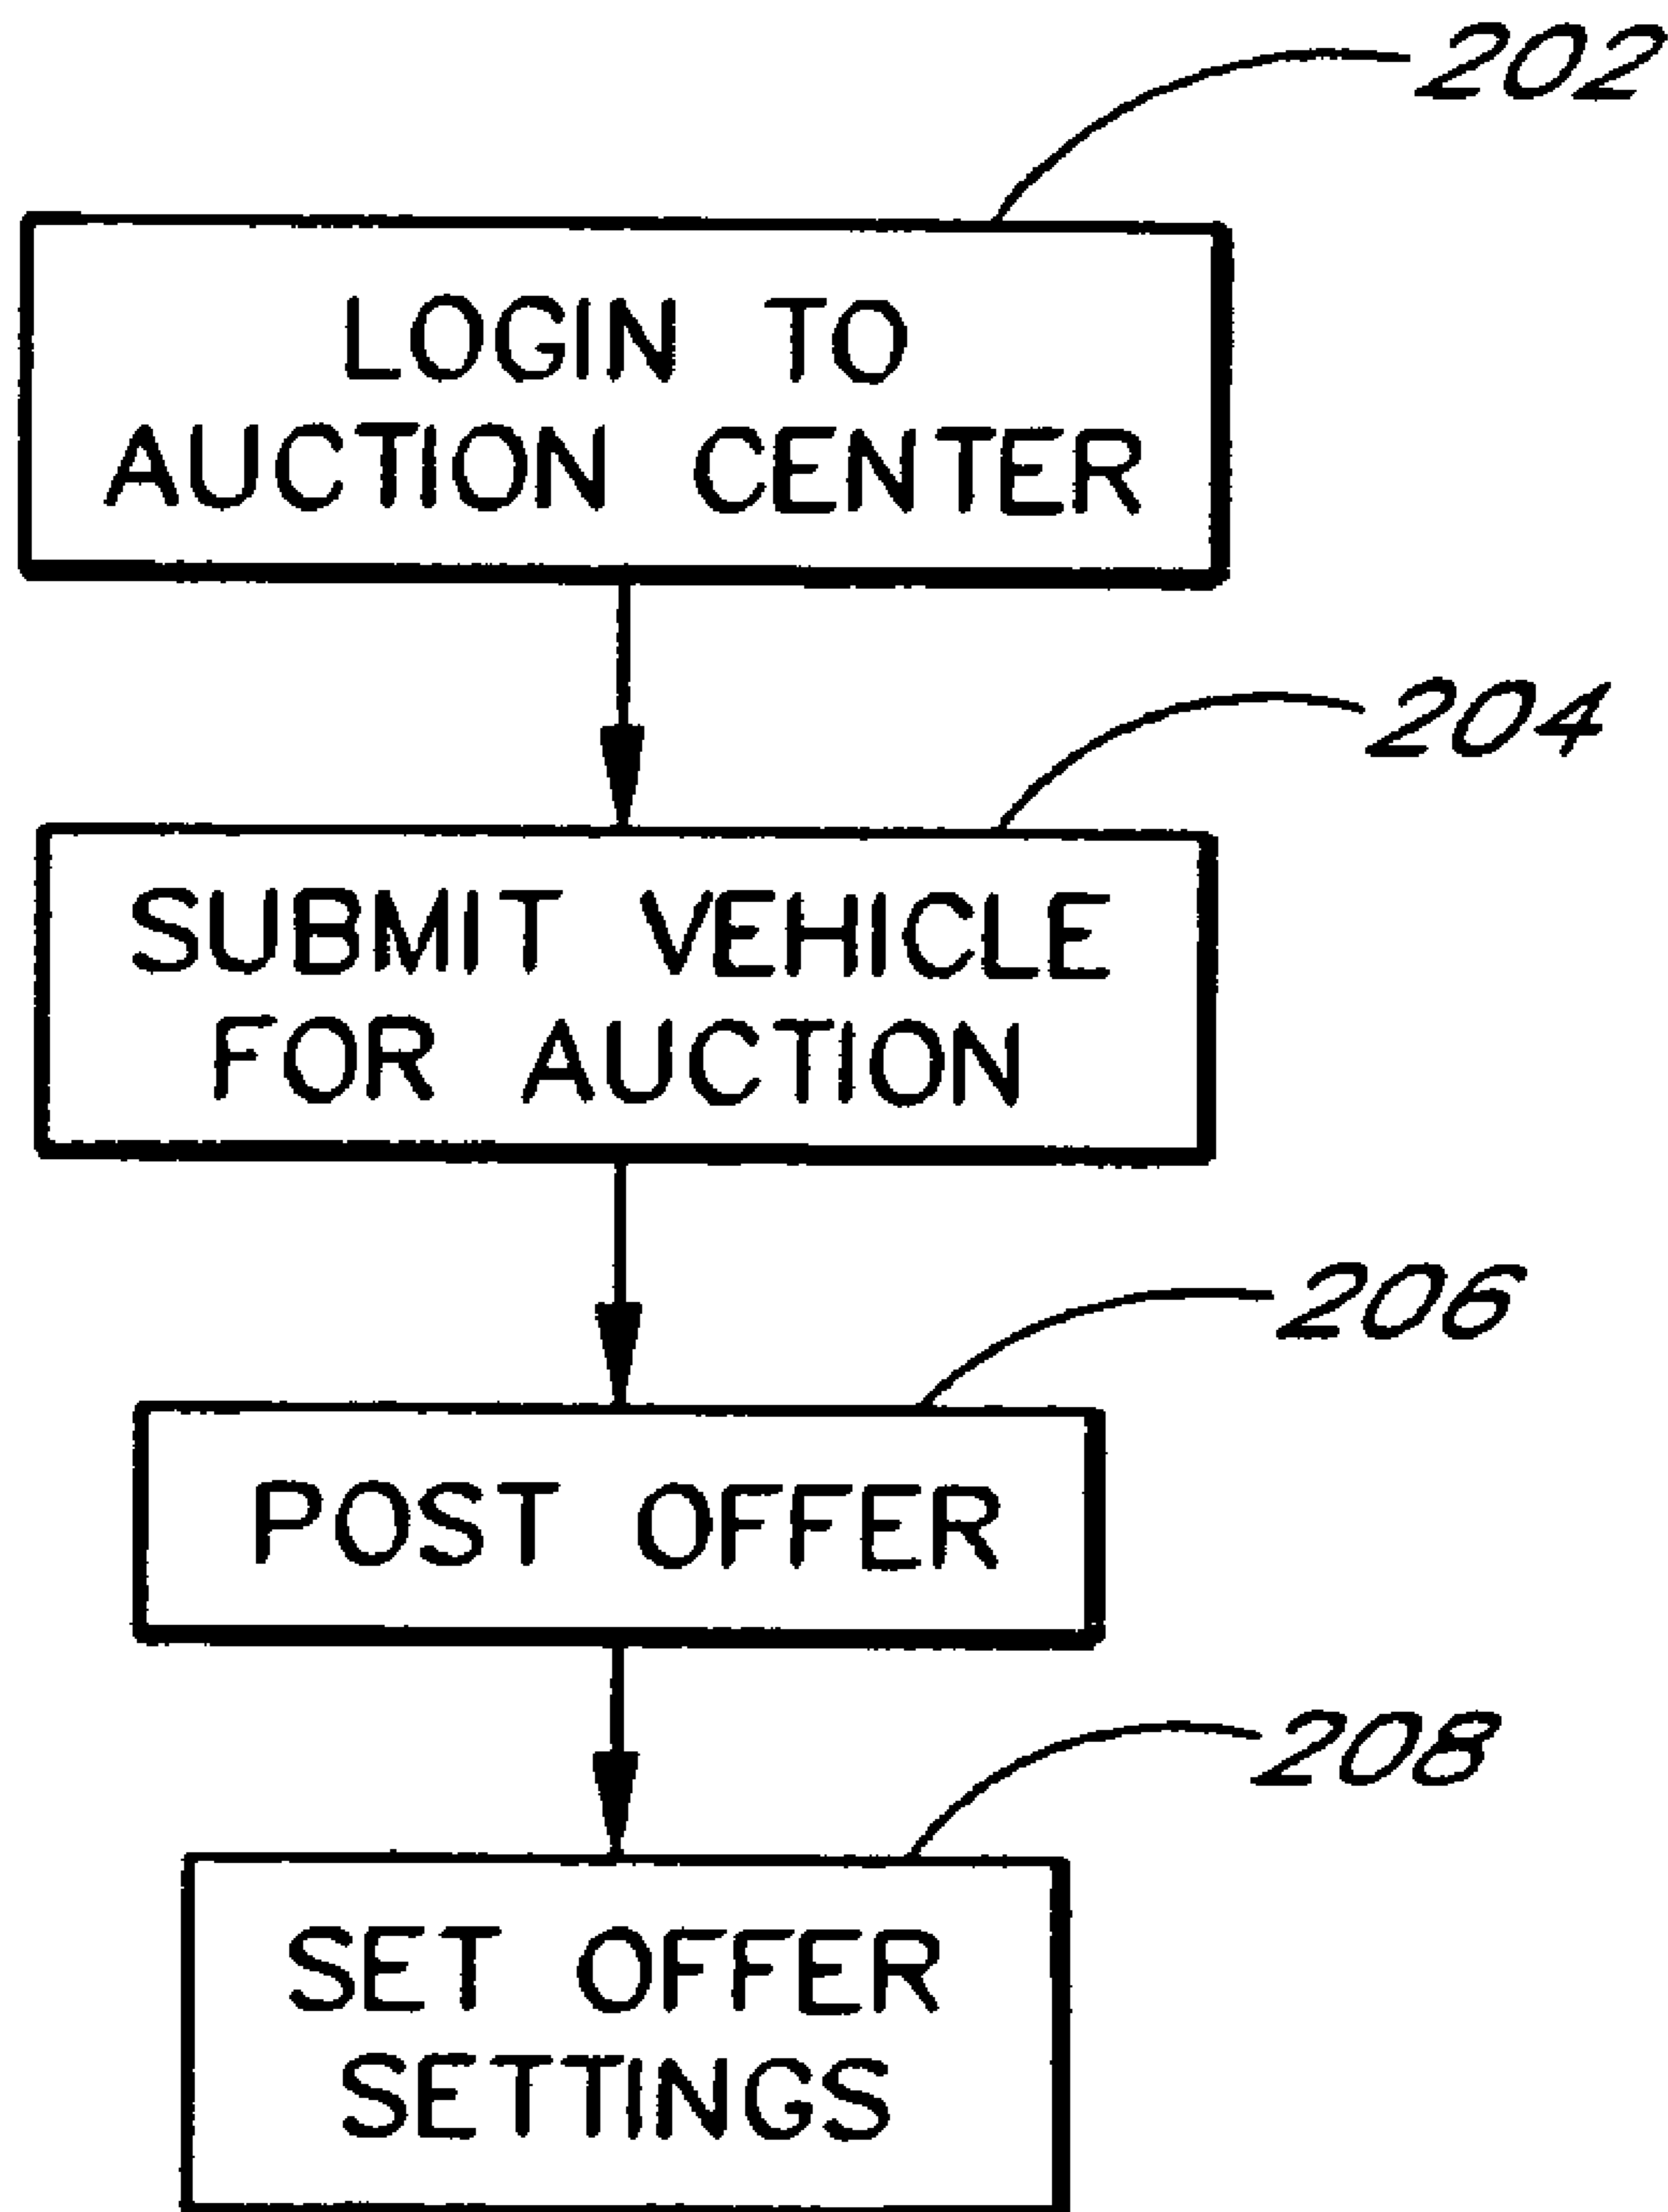 202
LOGIN TO
AUCTION CENTER
204
SUBMIT VEHICLE
FOR AUCTION
206
POST OFFER
208
SET OFFER
SETTINGS